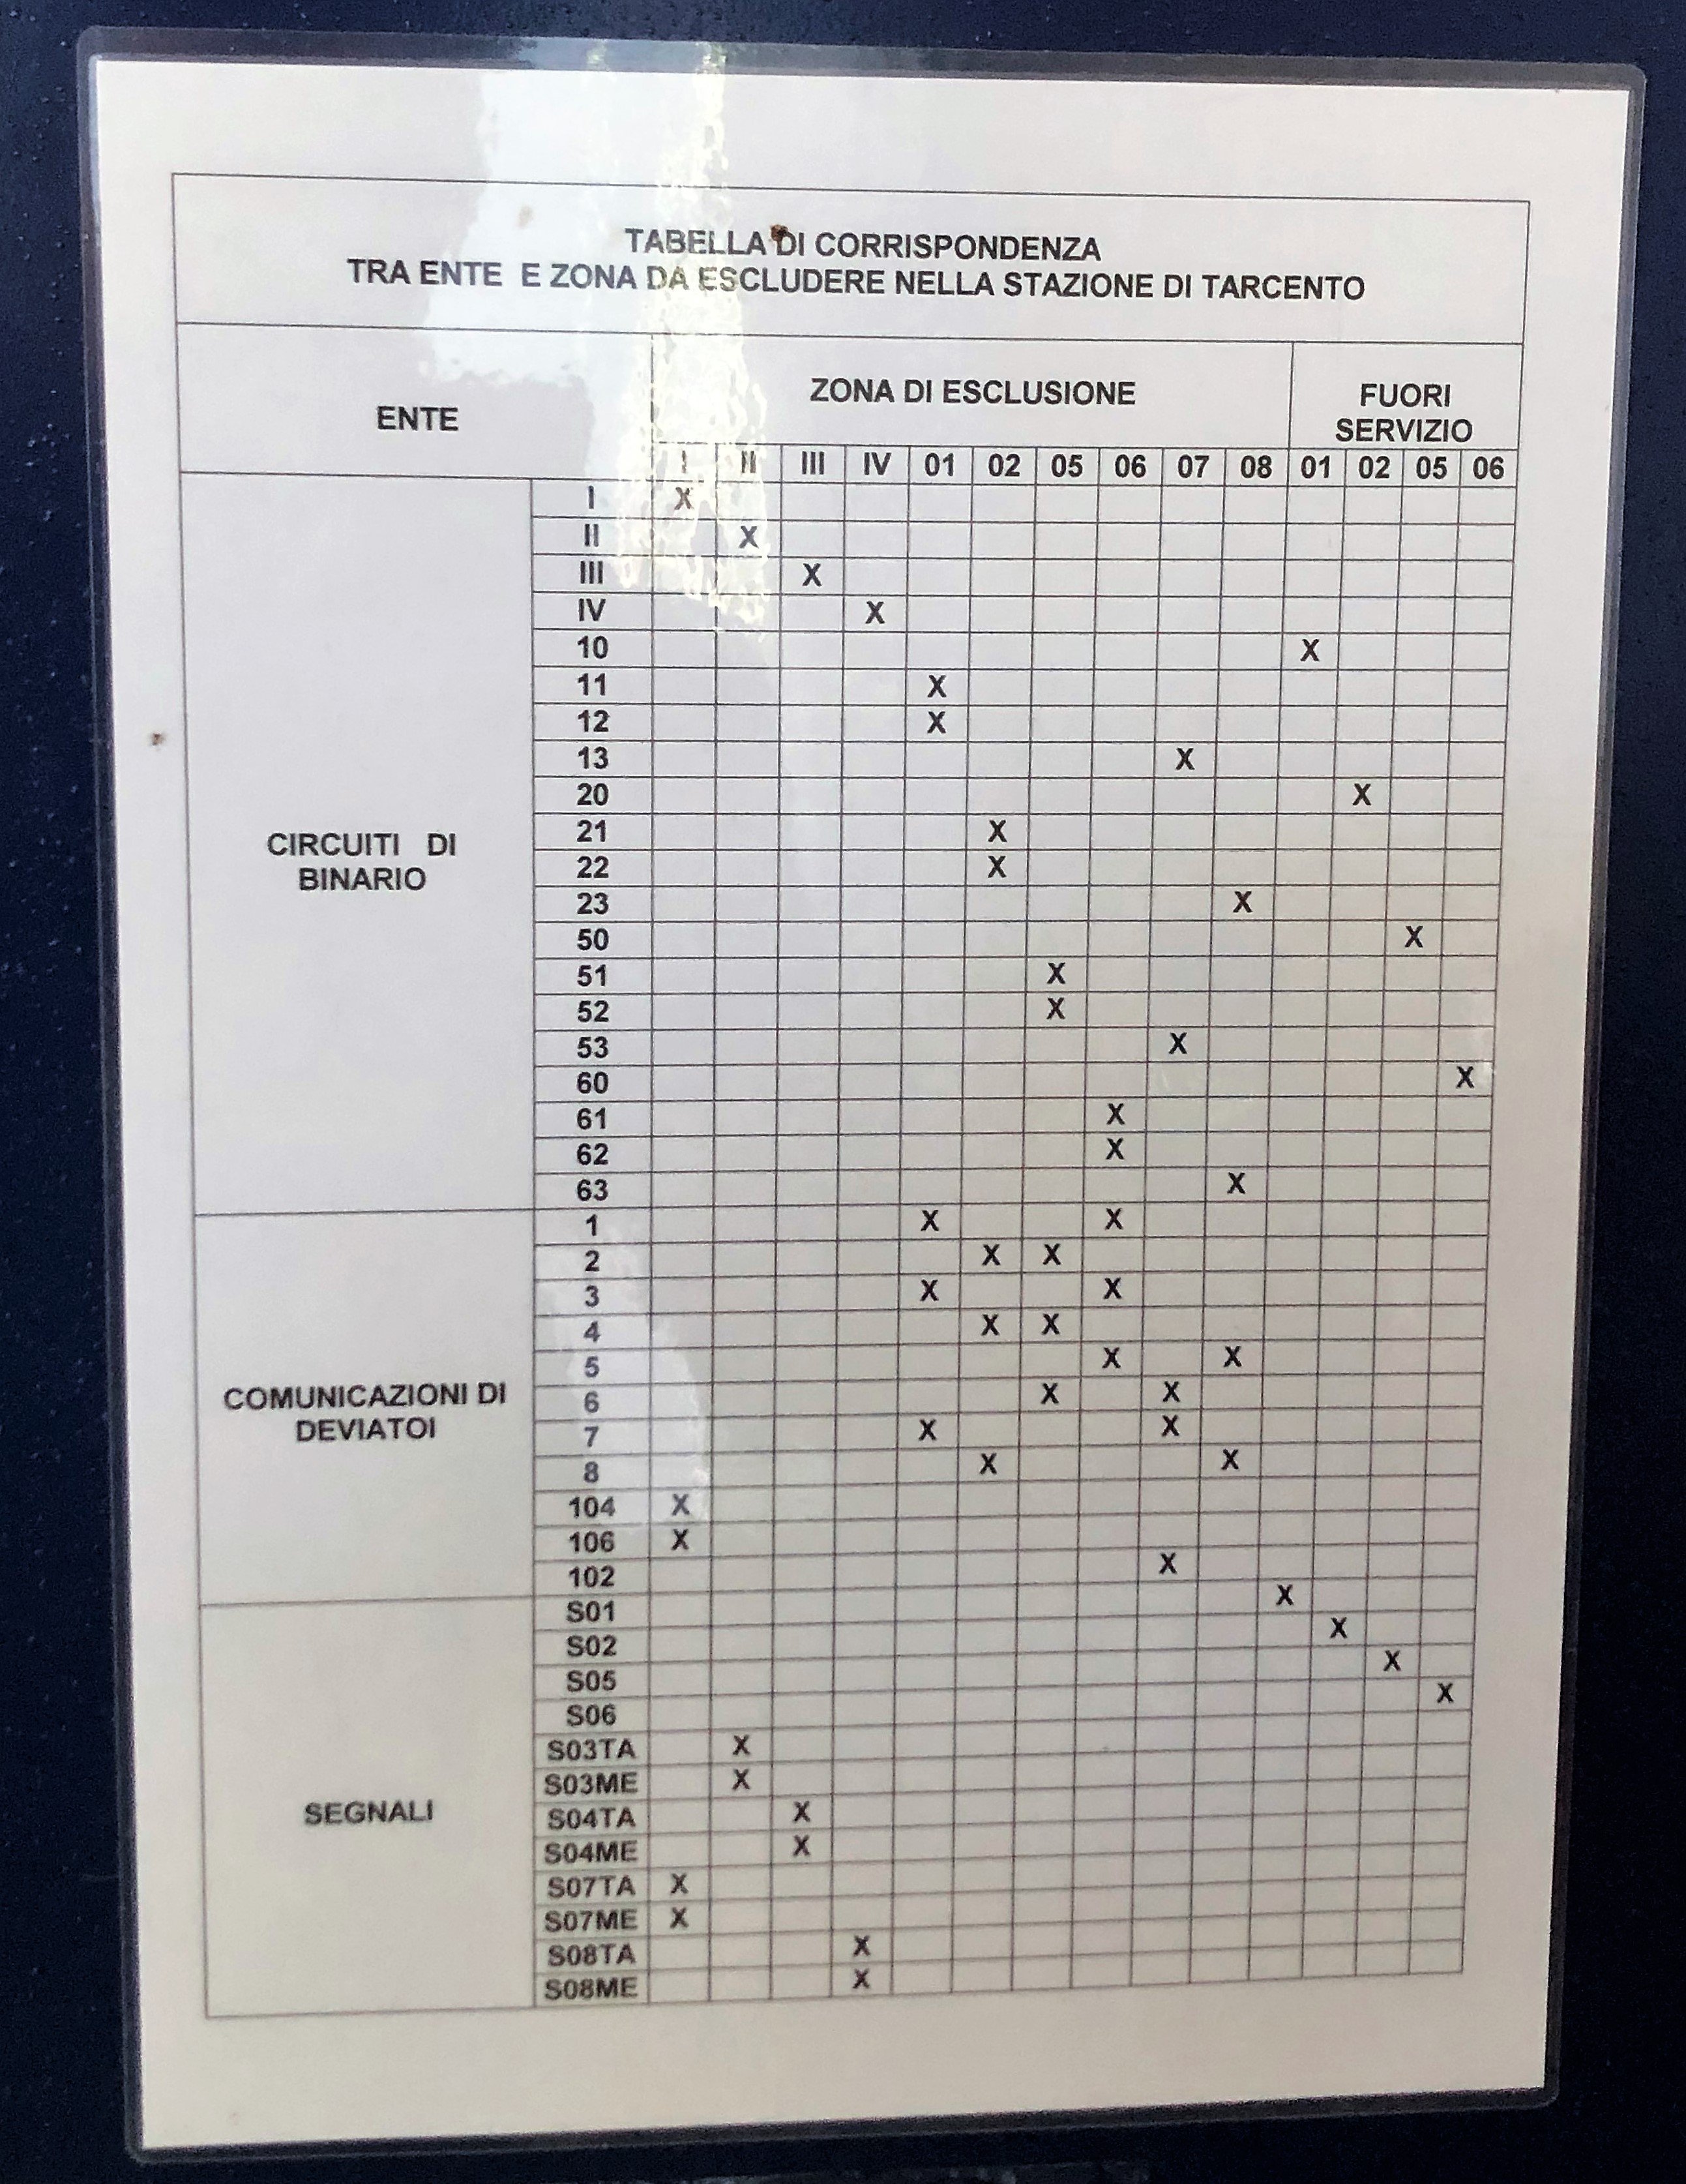 TABELLA DI CORRISPONDENZA
TRA ENTE E ZONA DA ESCLUDERE NELLA STAZIONE DI TARCENTO
ENTE
ZONA DI ESCLUSIONE
FUORI
SERVIZIO
I II III IV 01 02 05 06 07 08 01 02 05 06
CIRCUITI DI
BINARIO
I X
II X
III X
IV X
10 X
11 X
12 X
13 X
20 X
21 X
22 X
23 X
50 X
51 X
52 X
53 X
60 X
61 X
62 X
63 X
COMUNICAZIONI DI
DEVIATOI
1 X X
2 X X
3 X X
4 X X
5 X X
6 X X
7 X X
8 X X
104 X
106 X
102 X
SEGNALI
S01 X
S02 X
S05 X
S06 X
S03TA X
S03ME X
S04TA X
S04ME X
S07TA X
S07ME X
S08TA X
S08ME X